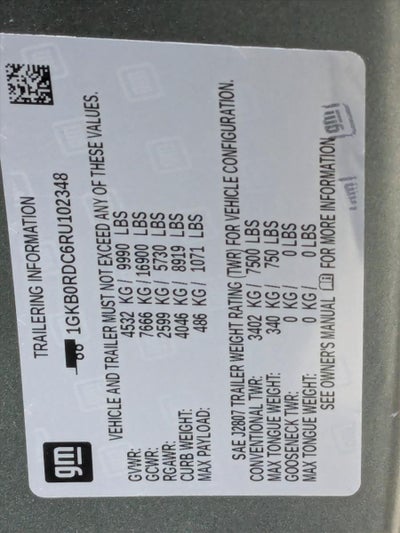 gm
TRAILERING INFORMATION
1GKB0RDC6RU102348
VEHICLE AND TRAILER MUST NOT EXCEED ANY OF THESE VALUES.
GVWR: 4532 KG / 9990 LBS
GCWR: 7666 KG / 16900 LBS
RGAWR: 2599 KG / 5730 LBS
CURB WEIGHT: 4046 KG / 8919 LBS
MAX PAYLOAD: 486 KG / 1071 LBS
SAE J2807 TRAILER WEIGHT RATING (TWR) FOR VEHICLE CONFIGURATION.
CONVENTIONAL TWR: 3402 KG / 7500 LBS
MAX TONGUE WEIGHT: 340 KG / 750 LBS
GOOSENECK TWR: 0 KG / 0 LBS
MAX TONGUE WEIGHT: 0 KG / 0 LBS
SEE OWNER'S MANUAL FOR MORE INFORMATION
gm
gm